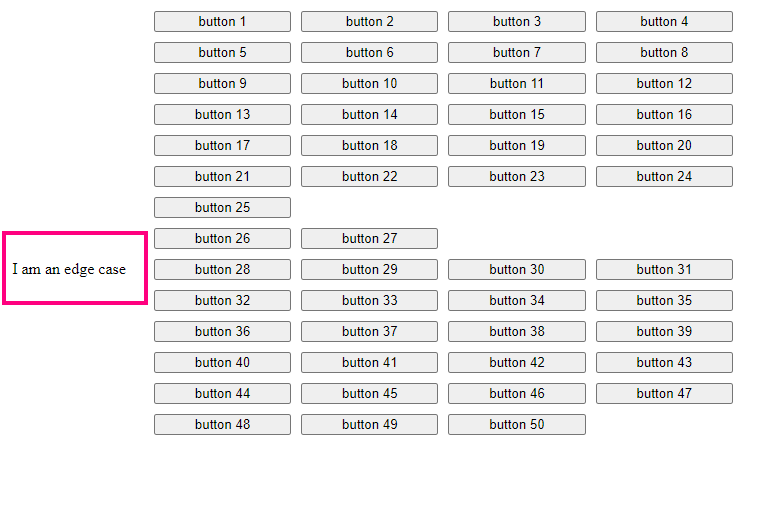 button 1 button 2 button 3 button 4
button 5 button 6 button 7 button 8
button 9 button 10 button 11 button 12
button 13 button 14 button 15 button 16
button 17 button 18 button 19 button 20
button 21 button 22 button 23 button 24
button 25
button 26 button 27
I am an edge case
button 28 button 29 button 30 button 31
button 32 button 33 button 34 button 35
button 36 button 37 button 38 button 39
button 40 button 41 button 42 button 43
button 44 button 45 button 46 button 47
button 48 button 49 button 50